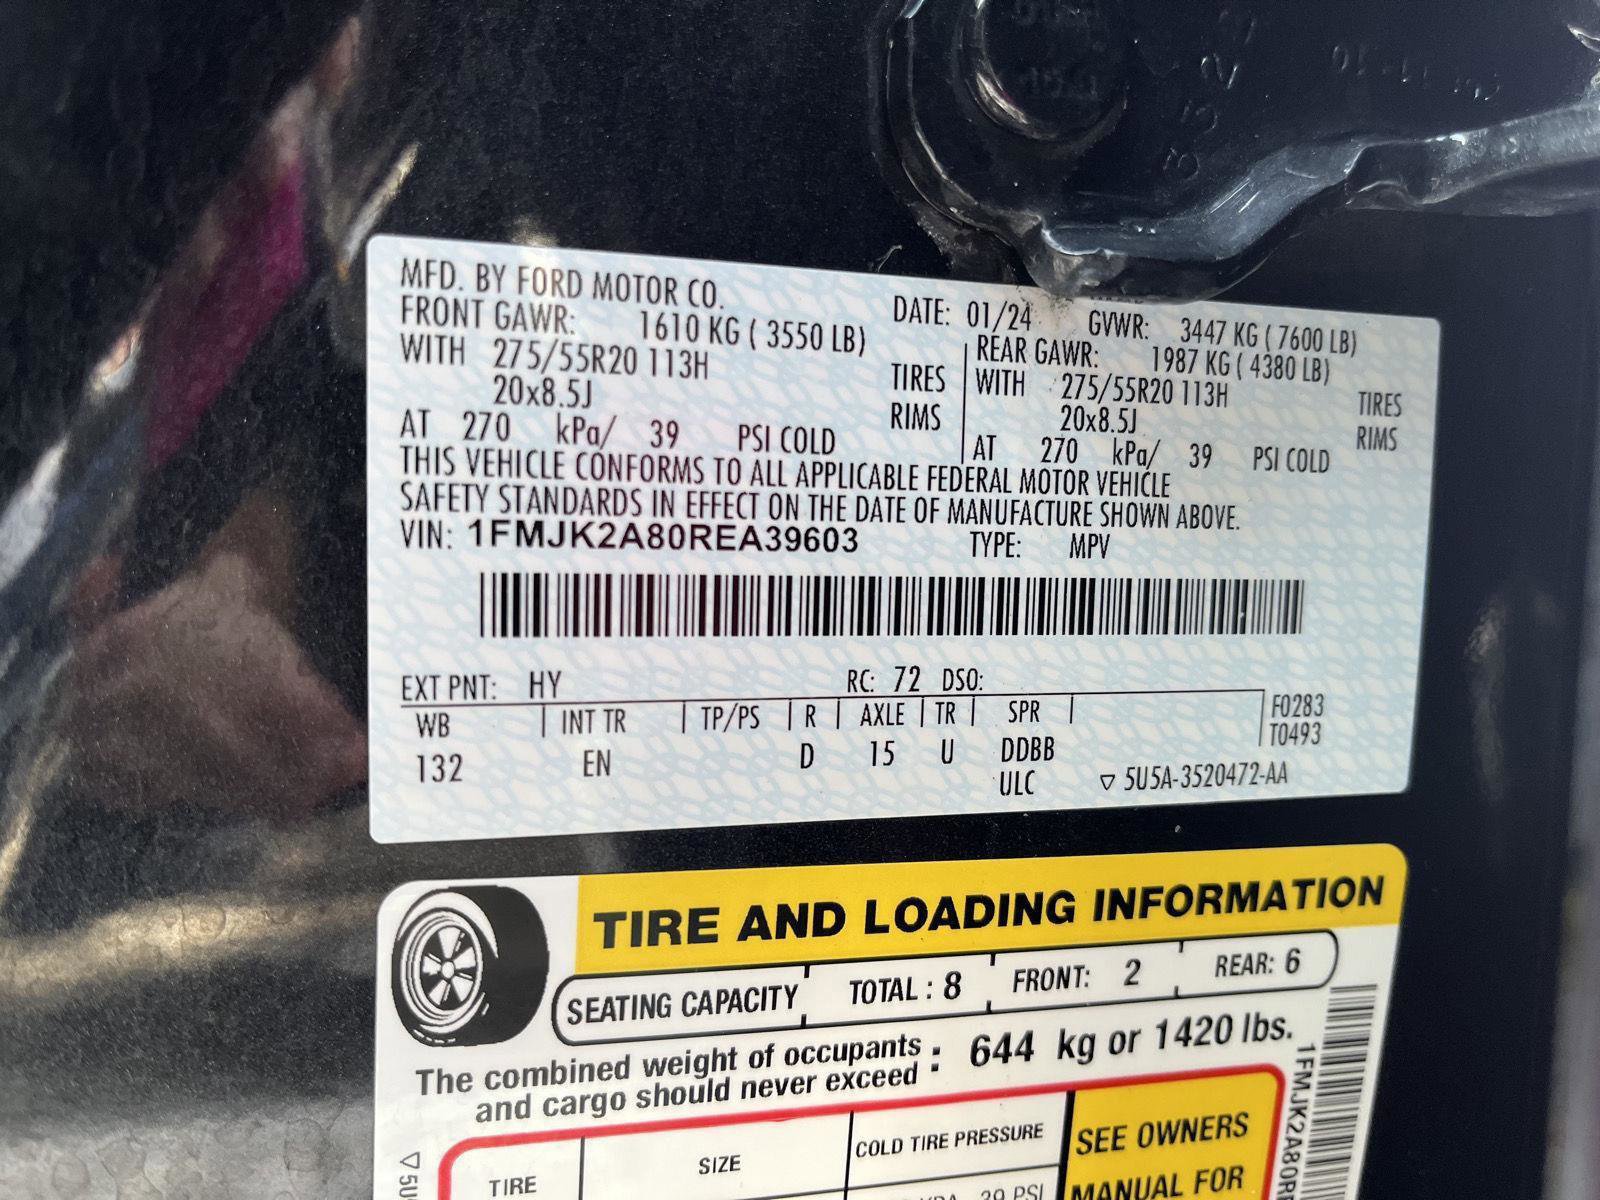 MFD. BY FORD MOTOR CO.
DATE: 01/24 GVWR: 3447 KG ( 7600 LB)
FRONT GAWR: 1610 KG ( 3550 LB)
WITH 275/55R20 113H TIRES
20x8.5J RIMS
AT 270 kPa/ 39 PSI COLD
REAR GAWR: 1987 KG ( 4380 LB)
WITH 275/55R20 113H TIRES
20x8.5J RIMS
AT 270 kPa/ 39 PSI COLD
THIS VEHICLE CONFORMS TO ALL APPLICABLE FEDERAL MOTOR VEHICLE
SAFETY STANDARDS IN EFFECT ON THE DATE OF MANUFACTURE SHOWN ABOVE.
VIN: 1FMJK2A80REA39603 TYPE: MPV
EXT PNT: HY RC: 72 DSO:
WB INT TR TP/PS R AXLE TR SPR F0283
T0493
132 EN D 15 U DDBB
ULC ▽ 5U5A-3520472-AA
TIRE AND LOADING INFORMATION
SEATING CAPACITY TOTAL : 8 FRONT: 2 REAR: 6
The combined weight of occupants : 644 kg or 1420 lbs.
and cargo should never exceed
TIRE SIZE COLD TIRE PRESSURE SEE OWNERS
39 PSI MANUAL FOR